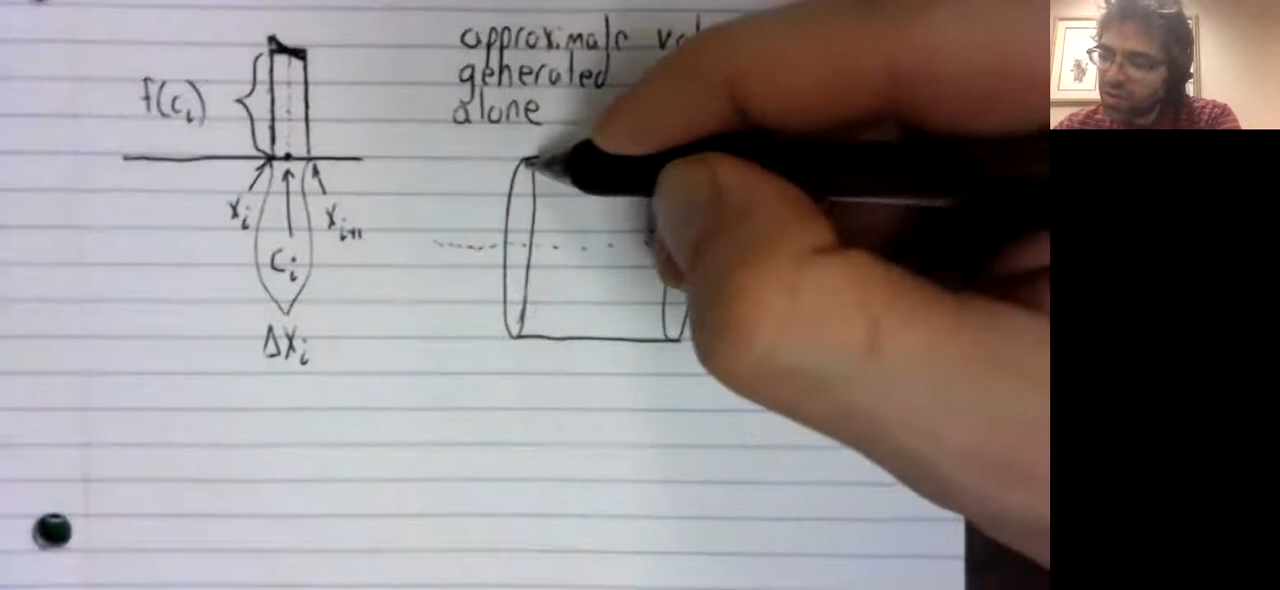 approximate
generated
alone
f(cᵢ)
xᵢ
xᵢ₊₁
cᵢ
Δxᵢ